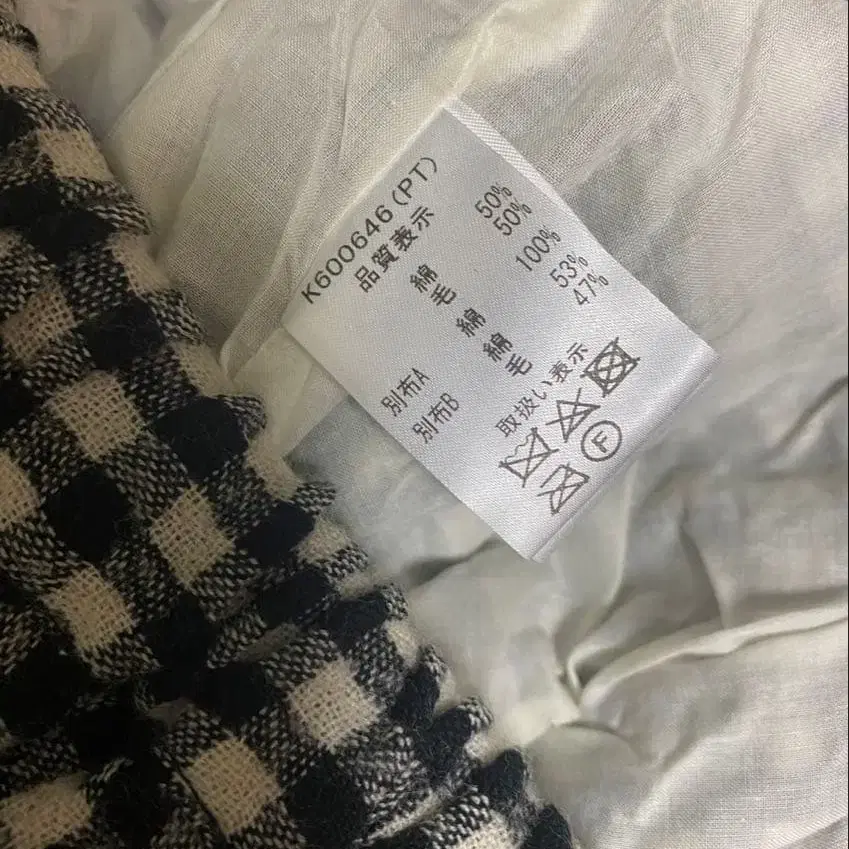 K600646 (PT)
品質表示
綿 50%
毛 50%
別布A 綿 100%
別布B 綿 53%
毛 47%
取扱い表示
F